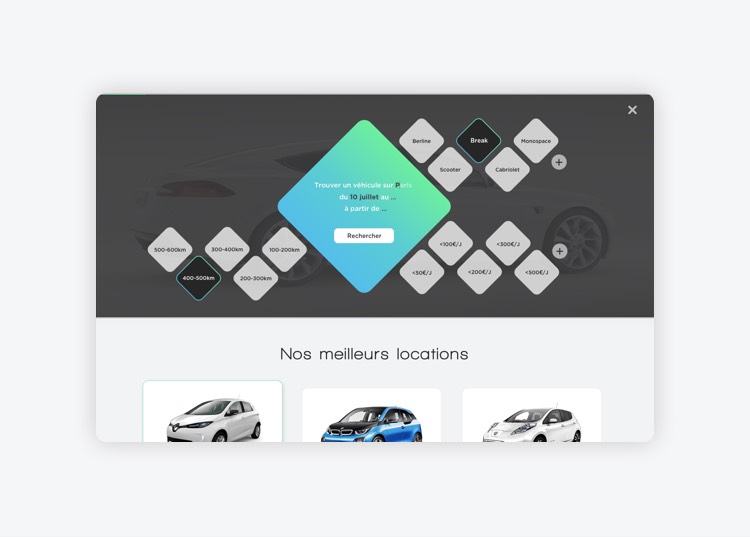 Berline
Break
Monospace
Scooter
Cabriolet
Trouver un véhicule sur Paris
du 10 juillet au ...
à partir de ...
Rechercher
500-600km
300-400km
100-200km
400-500km
200-300km
<100€/J
<300€/J
<50€/J
<200€/J
<500€/J
Nos meilleurs locations